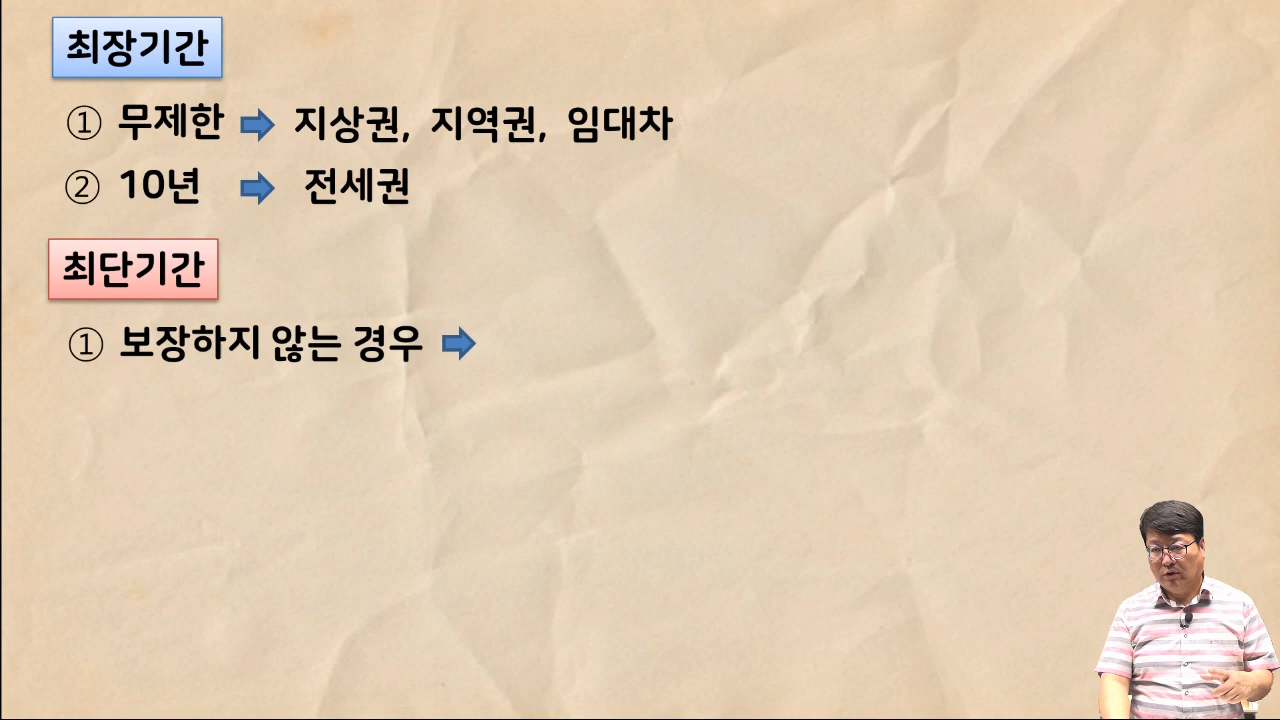 최장기간
① 무제한 ➡ 지상권, 지역권, 임대차
② 10년 ➡ 전세권
최단기간
① 보장하지 않는 경우 ➡